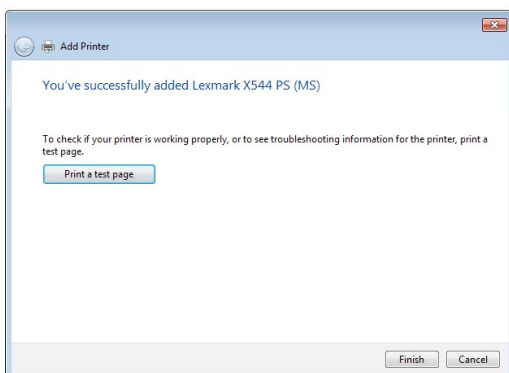 Add Printer
You've successfully added Lexmark X544 PS (MS)
To check if your printer is working properly, or to see troubleshooting information for the printer, print a
test page.
Print a test page
Finish Cancel